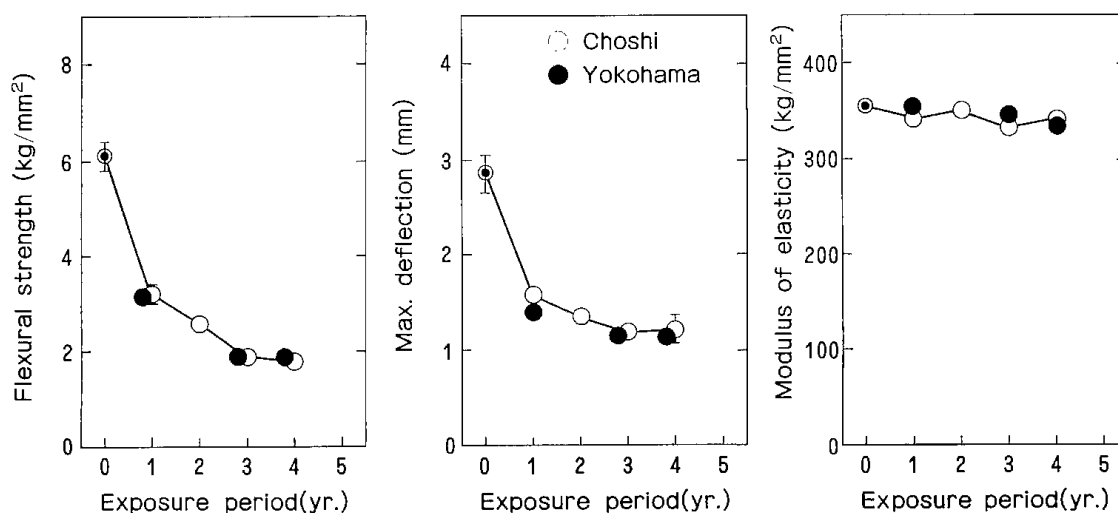 Flexural strength (kg/mm²)
8
6
4
2
0
0 1 2 3 4 5
Exposure period(yr.)
Max. deflection (mm)
4
3
2
1
0
0 1 2 3 4 5
Exposure period(yr.)
Choshi
Yokohama
Modulus of elasticity (kg/mm²)
400
300
200
100
0
0 1 2 3 4 5
Exposure period(yr.)